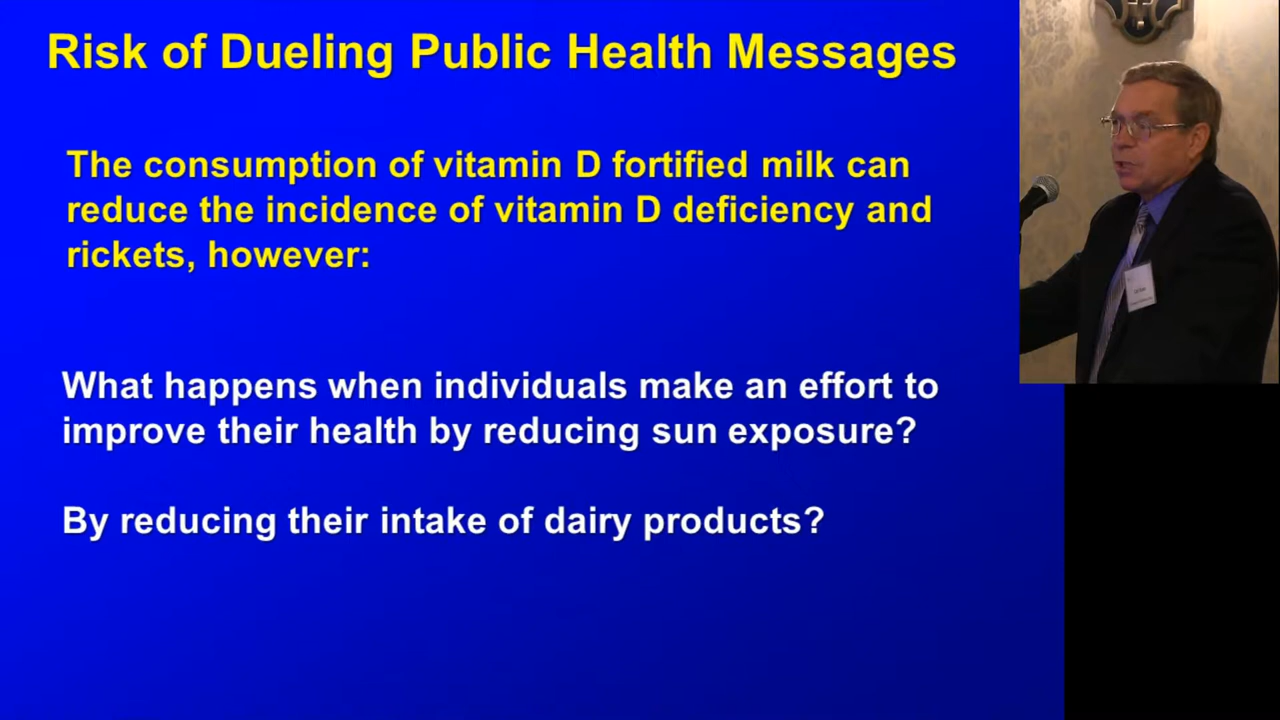 Risk of Dueling Public Health Messages
The consumption of vitamin D fortified milk can
reduce the incidence of vitamin D deficiency and
rickets, however:
What happens when individuals make an effort to
improve their health by reducing sun exposure?
By reducing their intake of dairy products?